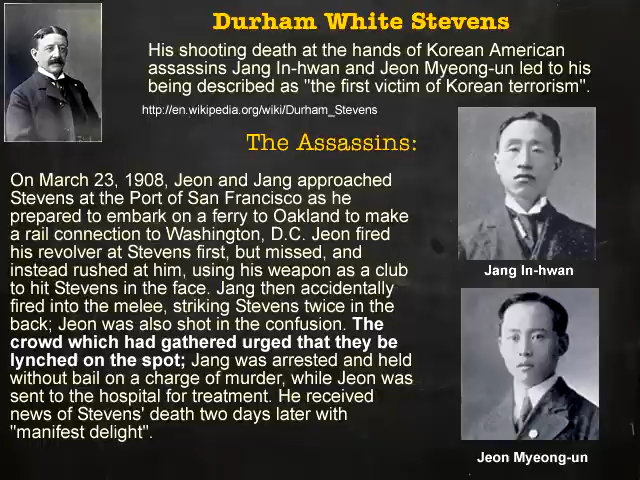 Durham White Stevens
His shooting death at the hands of Korean American
assassins Jang In-hwan and Jeon Myeong-un led to his
being described as "the first victim of Korean terrorism".
http://en.wikipedia.org/wiki/Durham_Stevens
The Assassins:
On March 23, 1908, Jeon and Jang approached
Stevens at the Port of San Francisco as he
prepared to embark on a ferry to Oakland to make
a rail connection to Washington, D.C. Jeon fired
his revolver at Stevens first, but missed, and
instead rushed at him, using his weapon as a club
to hit Stevens in the face. Jang then accidentally
fired into the melee, striking Stevens twice in the
back; Jeon was also shot in the confusion. The
crowd which had gathered urged that they be
lynched on the spot; Jang was arrested and held
without bail on a charge of murder, while Jeon was
sent to the hospital for treatment. He received
news of Stevens' death two days later with
"manifest delight".
Jang In-hwan
Jeon Myeong-un